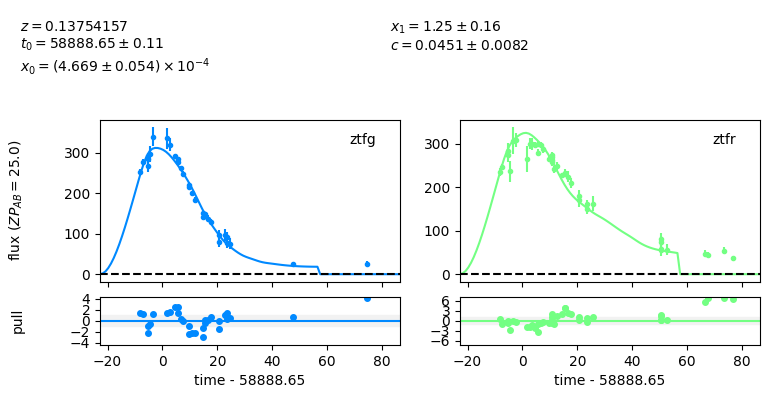 z = 0.13754157
t₀ = 58888.65 ± 0.11
x₀ = (4.669 ± 0.054) × 10⁻⁴
x₁ = 1.25 ± 0.16
c = 0.0451 ± 0.0082
flux (ZP_AB = 25.0)
300
200
100
0
ztfg
300
200
100
0
ztfr
pull
4
2
0
−2
−4
−20 0 20 40 60 80
time - 58888.65
6
3
0
−3
−6
−20 0 20 40 60 80
time - 58888.65